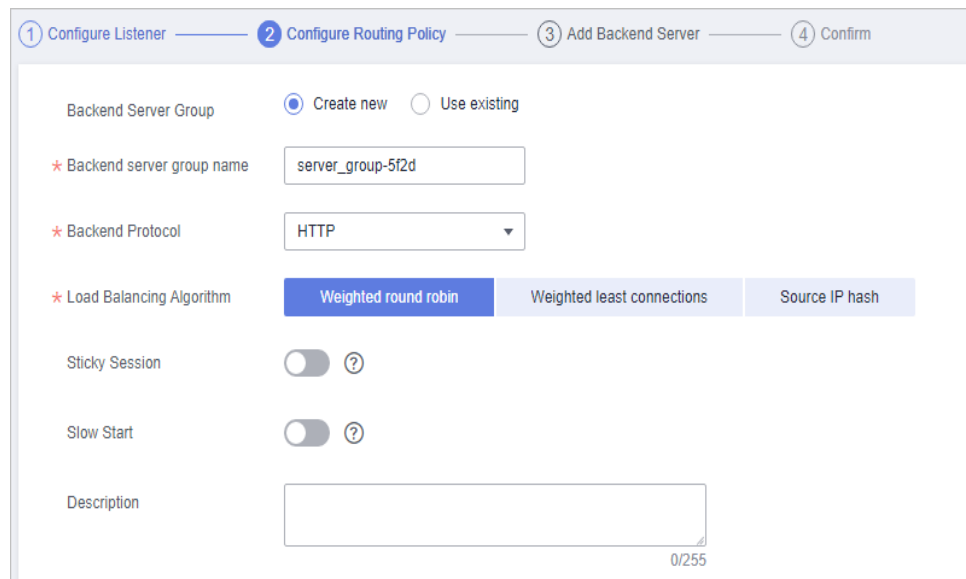 1 Configure Listener 2 Configure Routing Policy 3 Add Backend Server 4 Confirm
Backend Server Group Create new Use existing
* Backend server group name server_group-5f2d
* Backend Protocol HTTP
* Load Balancing Algorithm Weighted round robin Weighted least connections Source IP hash
Sticky Session ?
Slow Start ?
Description
0/255